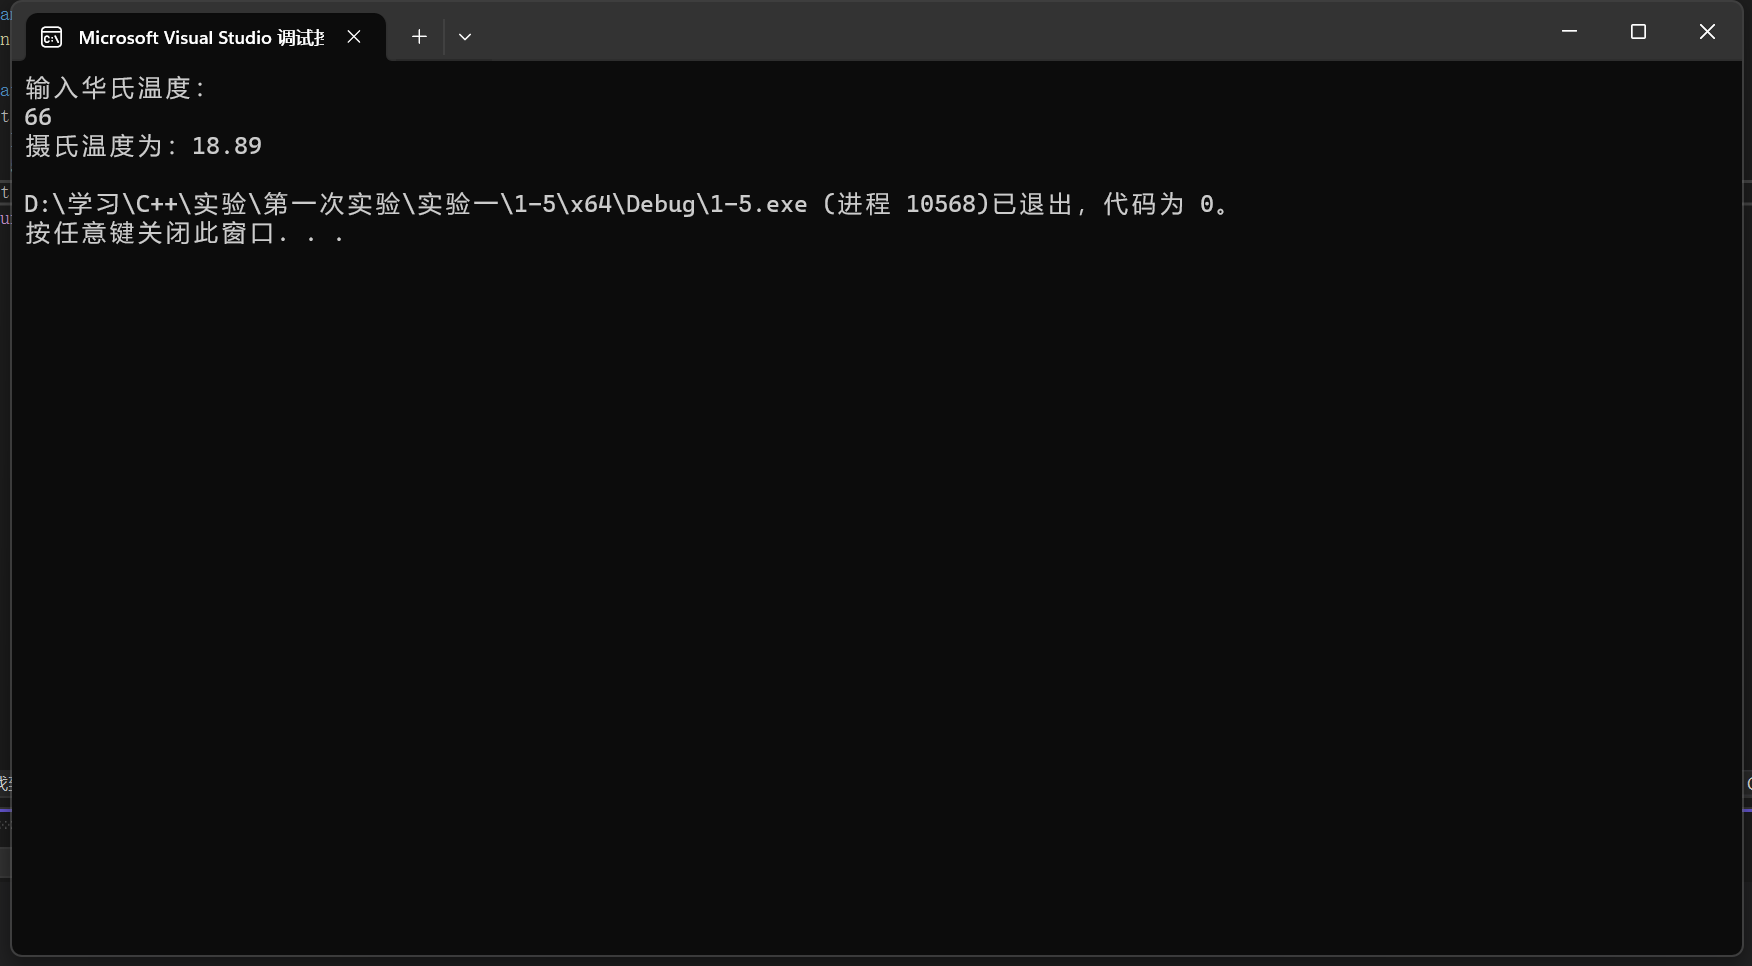 Microsoft Visual Studio 调试
输入华氏温度：
66
摄氏温度为：18.89
D:\学习\C++\实验\第一次实验\实验一\1-5\x64\Debug\1-5.exe (进程 10568)已退出，代码为 0。
按任意键关闭此窗口. . .